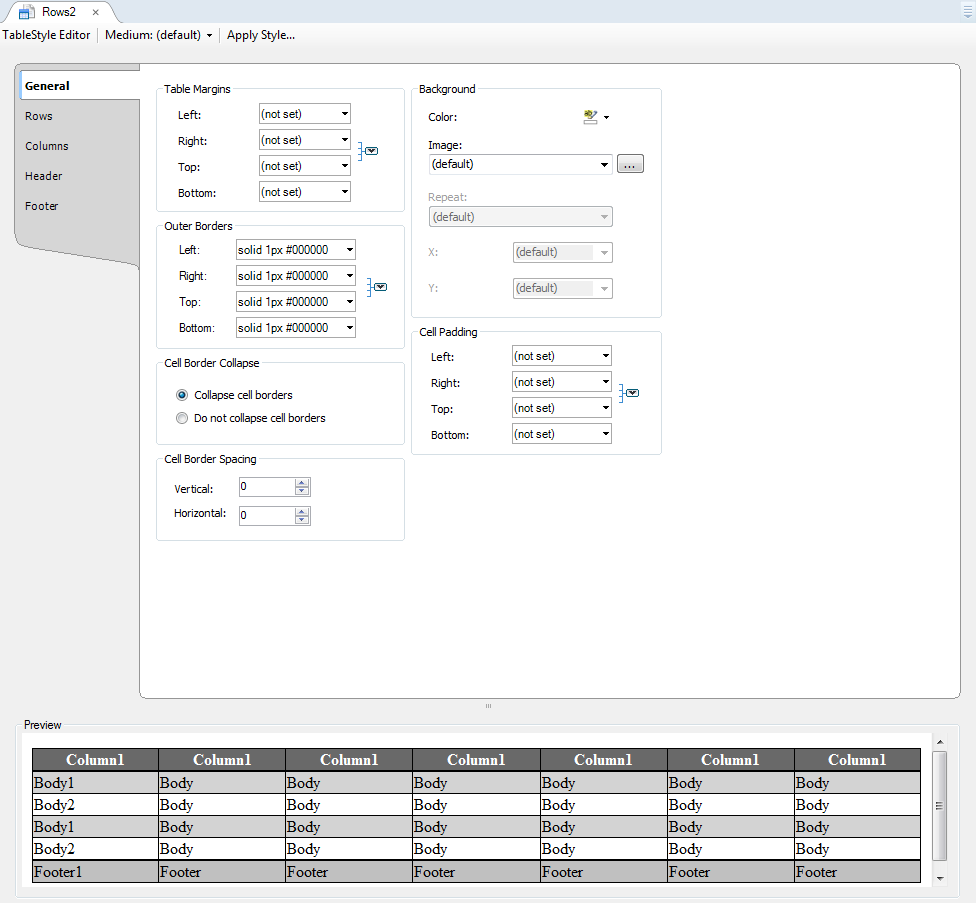 Rows2
TableStyle Editor Medium: (default) Apply Style...
General
Rows
Columns
Header
Footer
Table Margins
Left: (not set)
Right: (not set)
Top: (not set)
Bottom: (not set)
Outer Borders
Left: solid 1px #000000
Right: solid 1px #000000
Top: solid 1px #000000
Bottom: solid 1px #000000
Cell Border Collapse
Collapse cell borders
Do not collapse cell borders
Cell Border Spacing
Vertical: 0
Horizontal: 0
Background
Color:
Image:
(default) ...
Repeat:
(default)
X: (default)
Y: (default)
Cell Padding
Left: (not set)
Right: (not set)
Top: (not set)
Bottom: (not set)
Preview
Column1 Column1 Column1 Column1 Column1 Column1 Column1
Body1 Body Body Body Body Body Body
Body2 Body Body Body Body Body Body
Body1 Body Body Body Body Body Body
Body2 Body Body Body Body Body Body
Footer1 Footer Footer Footer Footer Footer Footer